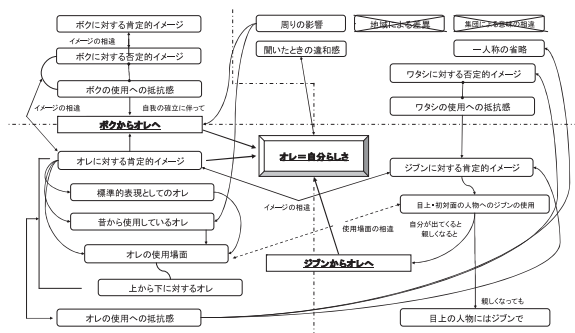 ボクに対する肯定的イメージ
周りの影響
地域による差異
集団による意味の相違
イメージの相違
聞いたときの違和感
一人称の省略
ボクに対する否定的イメージ
ワタシに対する否定的イメージ
ボクの使用への抵抗感
イメージの相違
自我の確立に伴って
ワタシの使用への抵抗感
ボクからオレへ
オレ＝自分らしさ
オレに対する肯定的イメージ
ジブンに対する肯定的イメージ
標準的表現としてのオレ
イメージの相違
目上・初対面の人物へのジブンの使用
昔から使用しているオレ
使用場面の相違
自分が出てくると
親しくなると
オレの使用場面
ジブンからオレへ
上から下に対するオレ
親しくなっても
オレの使用への抵抗感
目上の人物にはジブンで